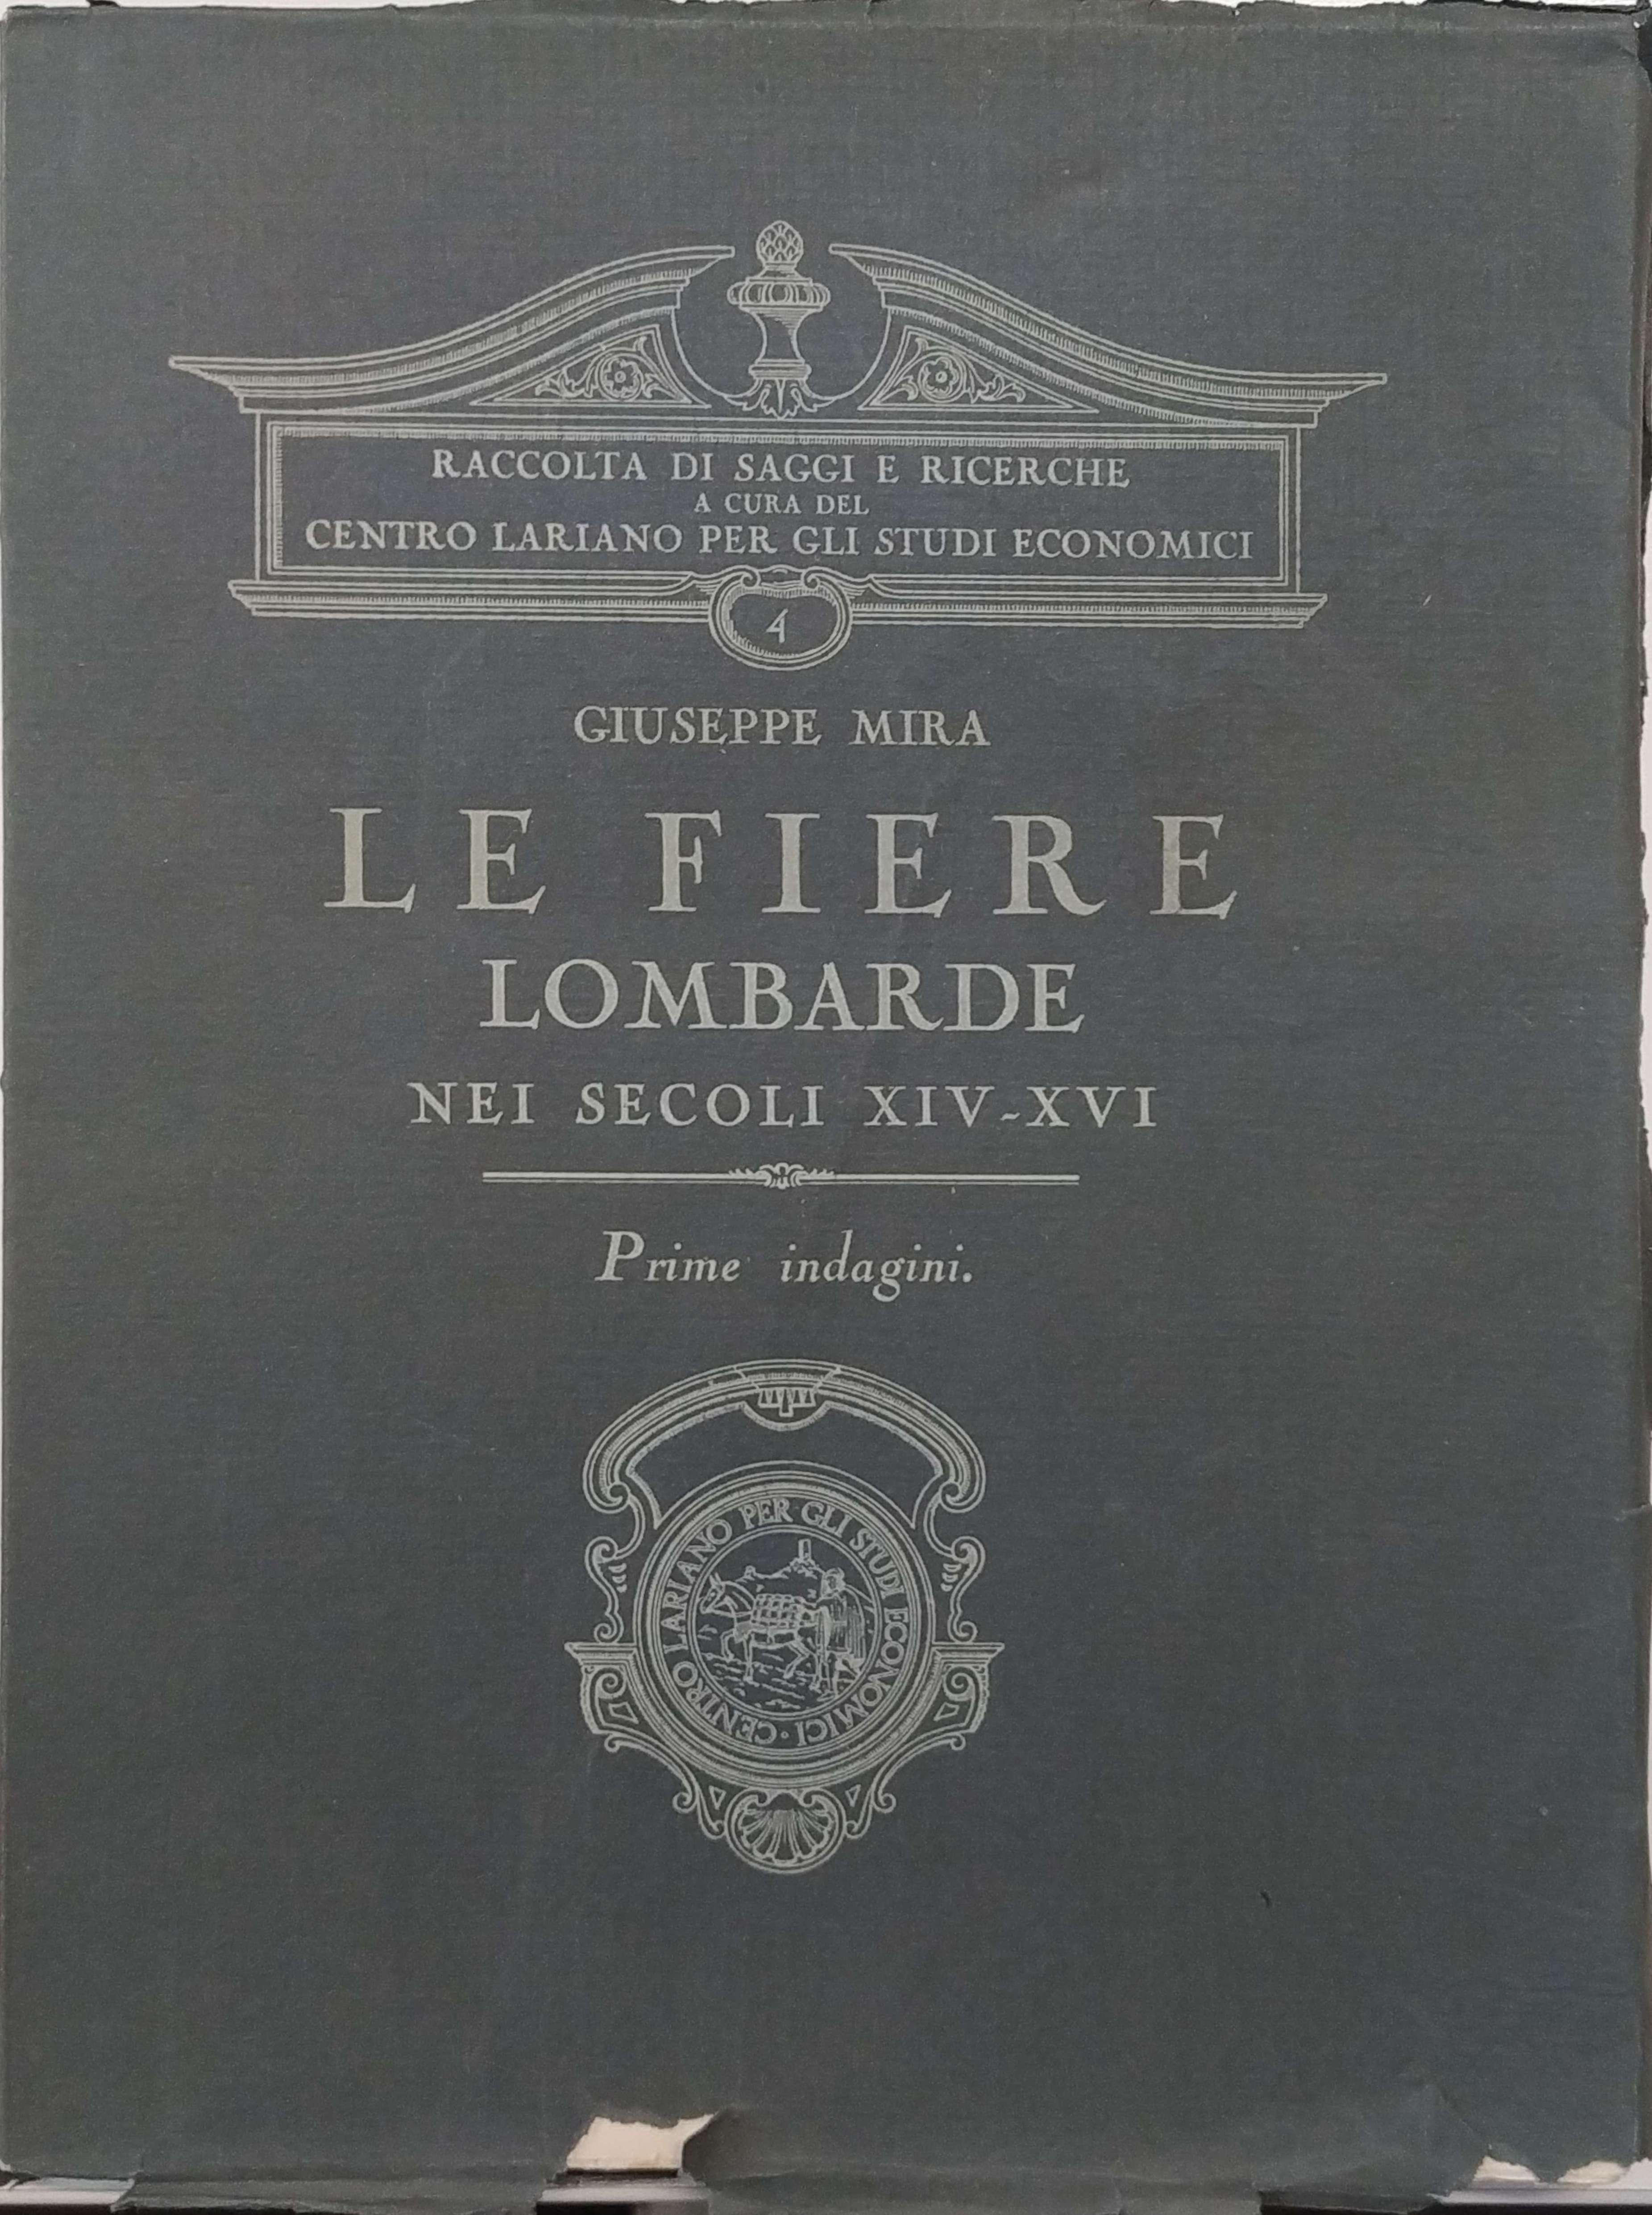 RACCOLTA DI SAGGI E RICERCHE
A CURA DEL
CENTRO LARIANO PER GLI STUDI ECONOMICI
4
GIUSEPPE MIRA
LE FIERE
LOMBARDE
NEI SECOLI XIV-XVI
Prime indagini.
CENTRO LARIANO PER GLI STUDI ECONOMICI ·